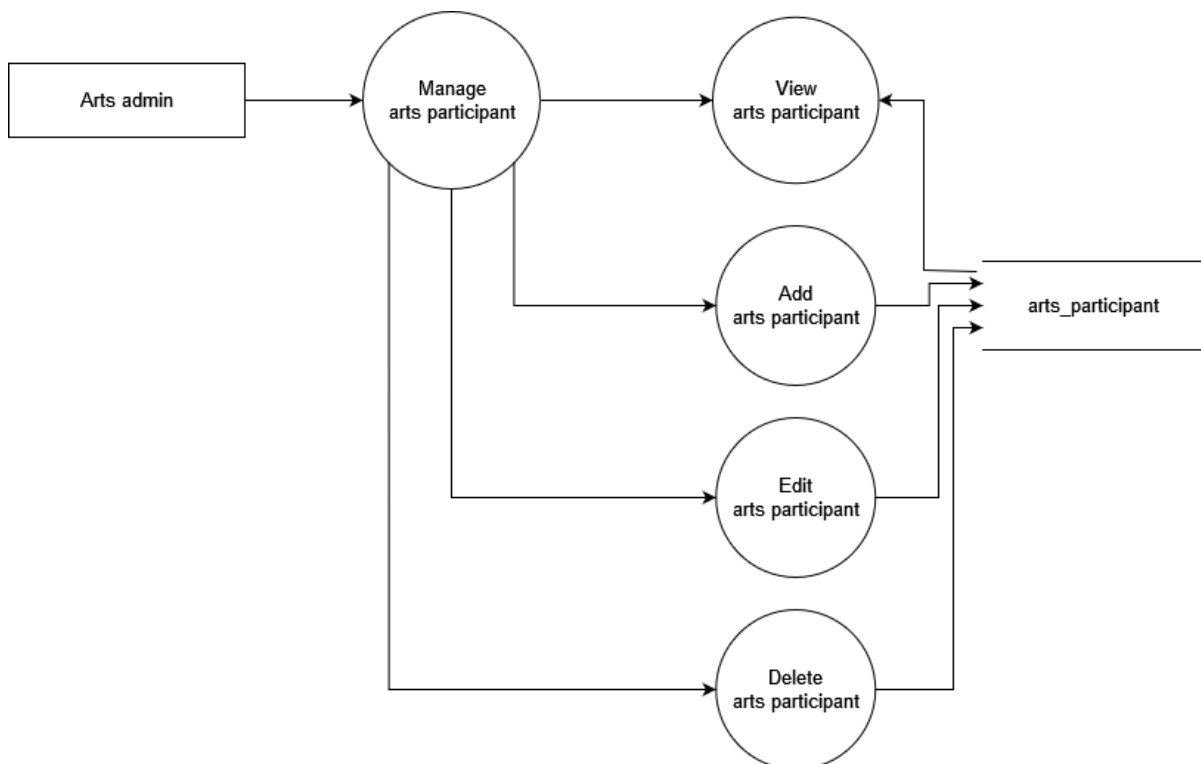 Arts admin
Manage
arts participant
View
arts participant
Add
arts participant
arts_participant
Edit
arts participant
Delete
arts participant